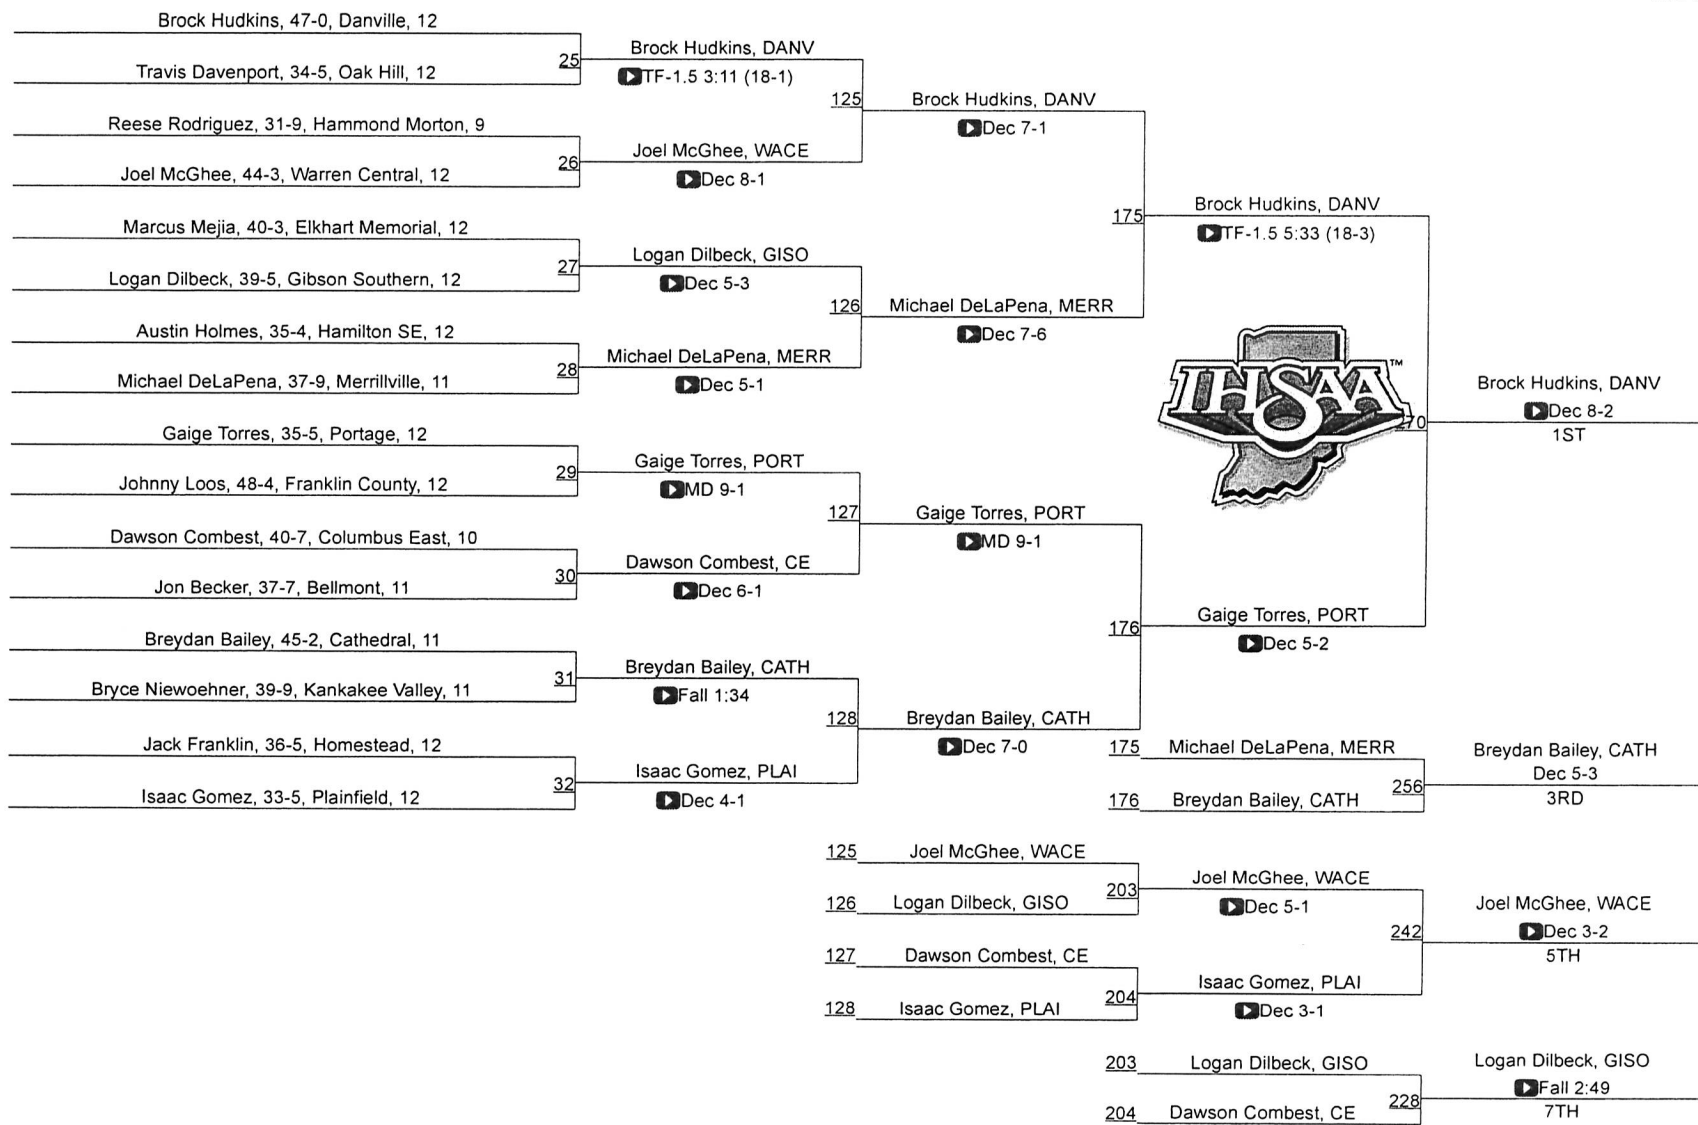 Brock Hudkins, 47-0, Danville, 12
25
Travis Davenport, 34-5, Oak Hill, 12
Brock Hudkins, DANV
TF-1.5 3:11 (18-1)
125
Reese Rodriguez, 31-9, Hammond Morton, 9
26
Joel McGhee, 44-3, Warren Central, 12
Joel McGhee, WACE
Dec 8-1
Brock Hudkins, DANV
Dec 7-1
175
Marcus Mejia, 40-3, Elkhart Memorial, 12
27
Logan Dilbeck, 39-5, Gibson Southern, 12
Logan Dilbeck, GISO
Dec 5-3
126
Austin Holmes, 35-4, Hamilton SE, 12
28
Michael DeLaPena, 37-9, Merrillville, 11
Michael DeLaPena, MERR
Dec 5-1
Michael DeLaPena, MERR
Dec 7-6
Brock Hudkins, DANV
TF-1.5 5:33 (18-3)
IHSAA™
270
Brock Hudkins, DANV
Dec 8-2
1ST
Gaige Torres, 35-5, Portage, 12
29
Johnny Loos, 48-4, Franklin County, 12
Gaige Torres, PORT
MD 9-1
127
Dawson Combest, 40-7, Columbus East, 10
30
Jon Becker, 37-7, Bellmont, 11
Dawson Combest, CE
Dec 6-1
Gaige Torres, PORT
MD 9-1
176
Gaige Torres, PORT
Dec 5-2
Breydan Bailey, 45-2, Cathedral, 11
31
Bryce Niewoehner, 39-9, Kankakee Valley, 11
Breydan Bailey, CATH
Fall 1:34
128
Jack Franklin, 36-5, Homestead, 12
32
Isaac Gomez, 33-5, Plainfield, 12
Isaac Gomez, PLAI
Dec 4-1
Breydan Bailey, CATH
Dec 7-0
175 Michael DeLaPena, MERR
256
176 Breydan Bailey, CATH
Breydan Bailey, CATH
Dec 5-3
3RD
125 Joel McGhee, WACE
203
126 Logan Dilbeck, GISO
Joel McGhee, WACE
Dec 5-1
242
127 Dawson Combest, CE
204
128 Isaac Gomez, PLAI
Isaac Gomez, PLAI
Dec 3-1
Joel McGhee, WACE
Dec 3-2
5TH
203 Logan Dilbeck, GISO
228
204 Dawson Combest, CE
Logan Dilbeck, GISO
Fall 2:49
7TH